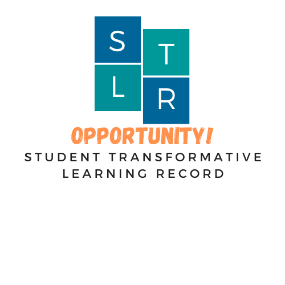 S T
L R
OPPORTUNITY!
STUDENT TRANSFORMATIVE
LEARNING RECORD